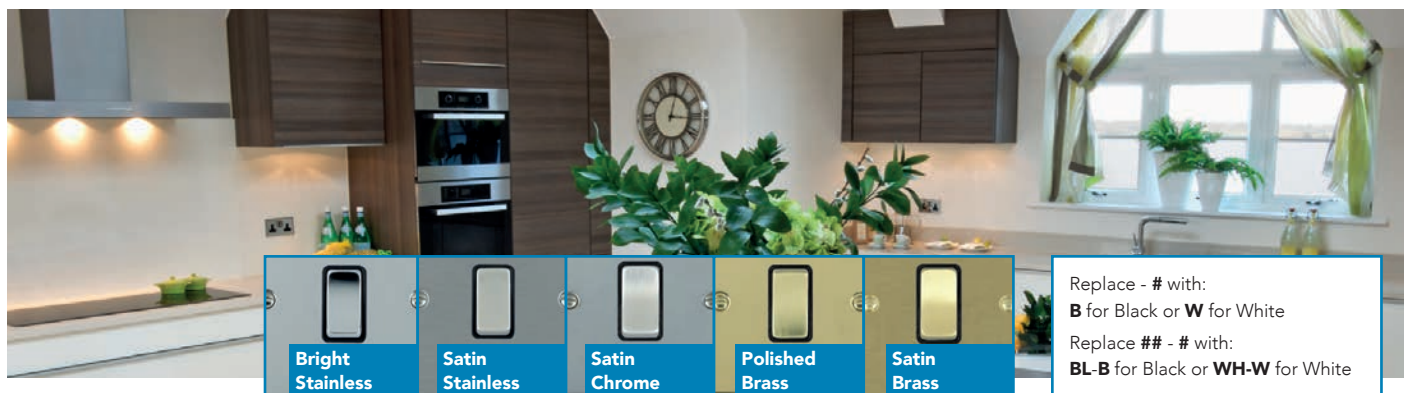 Bright
Stainless
Satin
Stainless
Satin
Chrome
Polished
Brass
Satin
Brass
Replace - # with:
B for Black or W for White
Replace ## - # with:
BL-B for Black or WH-W for White